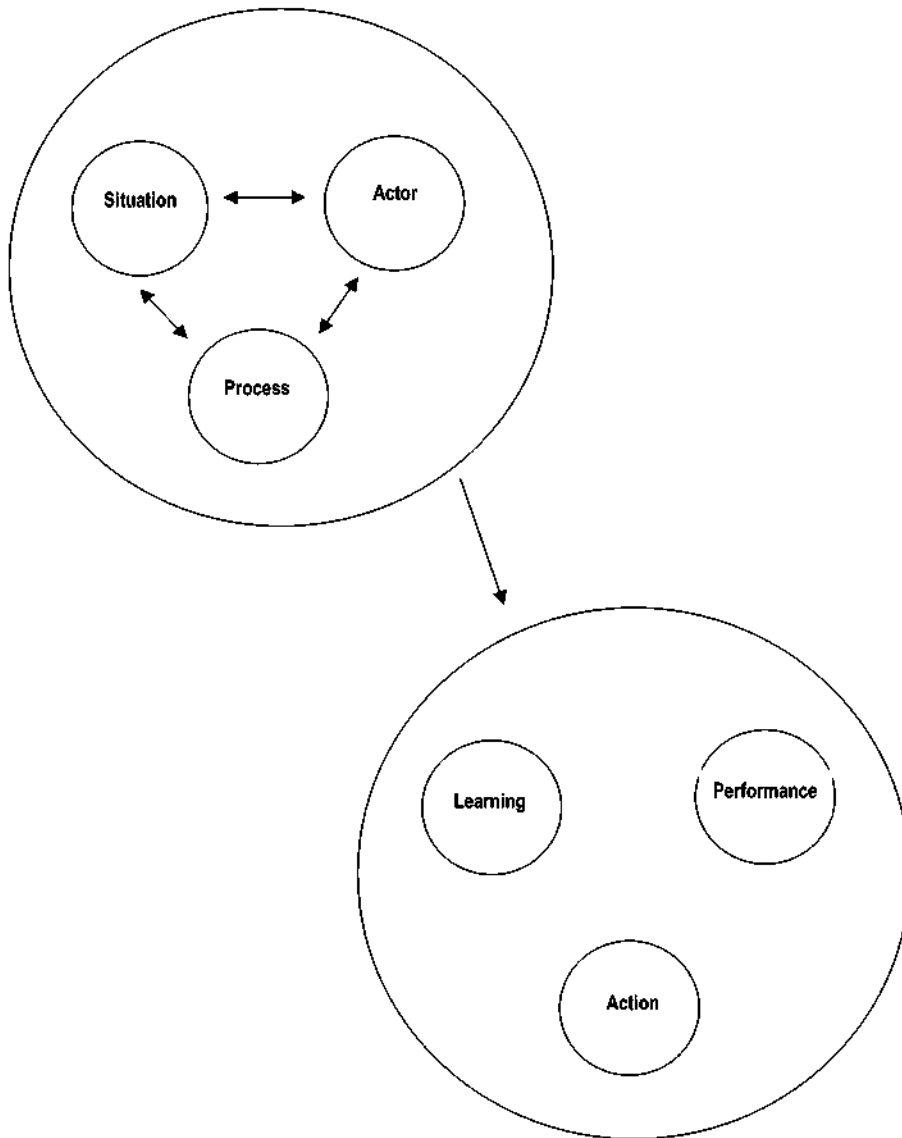 Situation
Actor
Process
Learning
Performance
Action